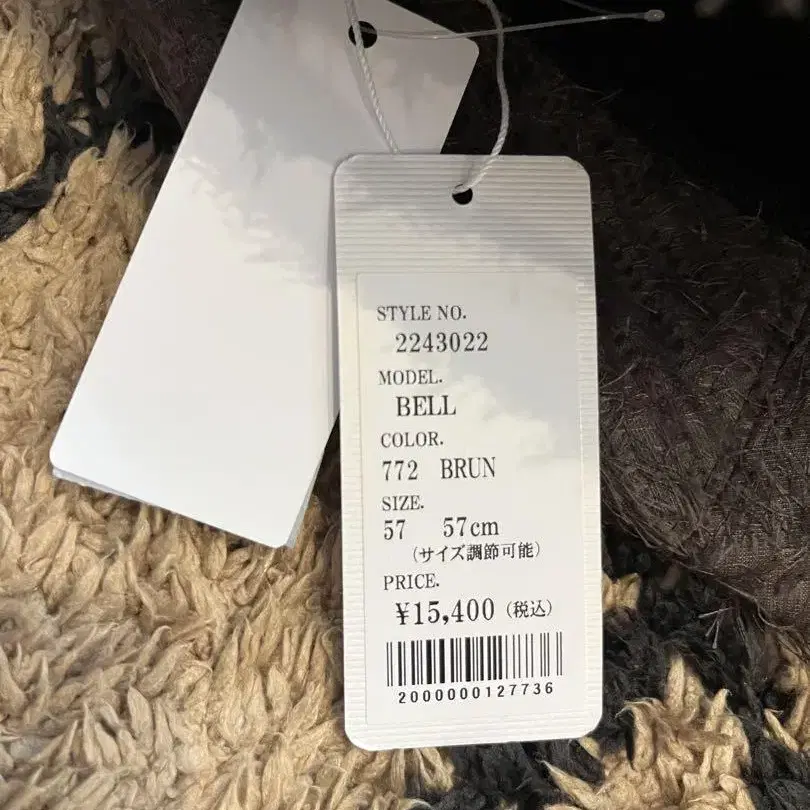 STYLE NO.
2243022
MODEL.
BELL
COLOR.
772 BRUN
SIZE.
57 57cm
(サイズ調節可能)
PRICE.
¥15,400 (税込)
2000000127736